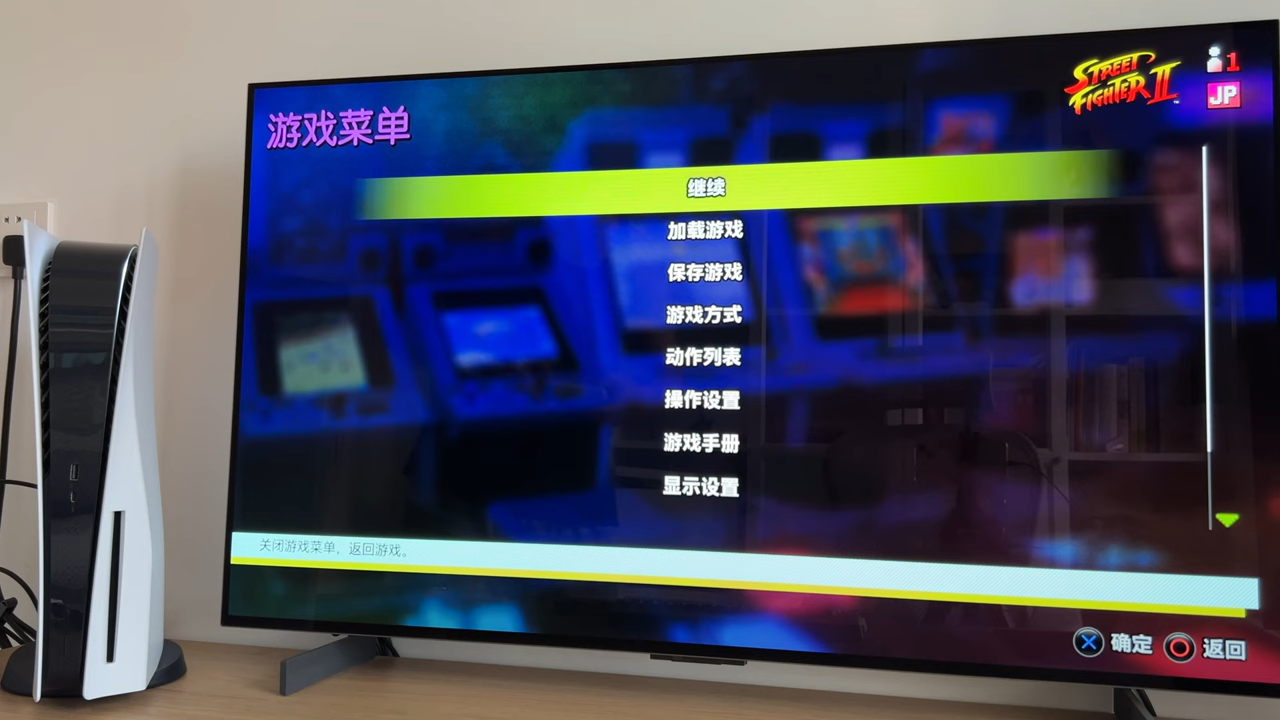 游戏菜单
STREET
FIGHTER II
1
JP
继续
加载游戏
保存游戏
游戏方式
动作列表
操作设置
游戏手册
显示设置
关闭游戏菜单，返回游戏。
确定
返回